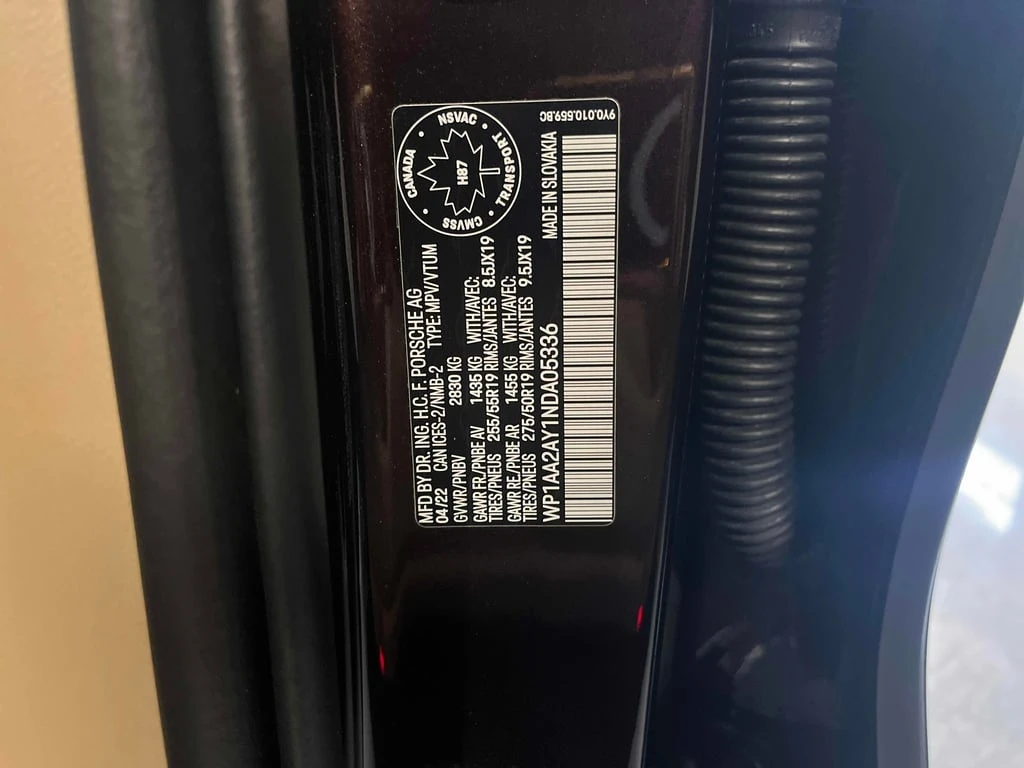 MFD BY DR. ING. H.C. F. PORSCHE AG
04/22 CAN ICES-2/NMB-2 TYPE: MPV/VTUM
GVWR/PNBV 2830 KG
GAWR FR/PNBE AV 1435 KG WITH/AVEC:
TIRES/PNEUS 255/55R19 RIMS/JANTES 8.5JX19
GAWR RE/PNBE AR 1455 KG WITH/AVEC:
TIRES/PNEUS 275/50R19 RIMS/JANTES 9.5JX19
MADE IN SLOVAKIA
WP1AA2AY1NDA05336
CANADA • NSVAC • TRANSPORT • CMVSS •
H87
9Y0.010.559.BC